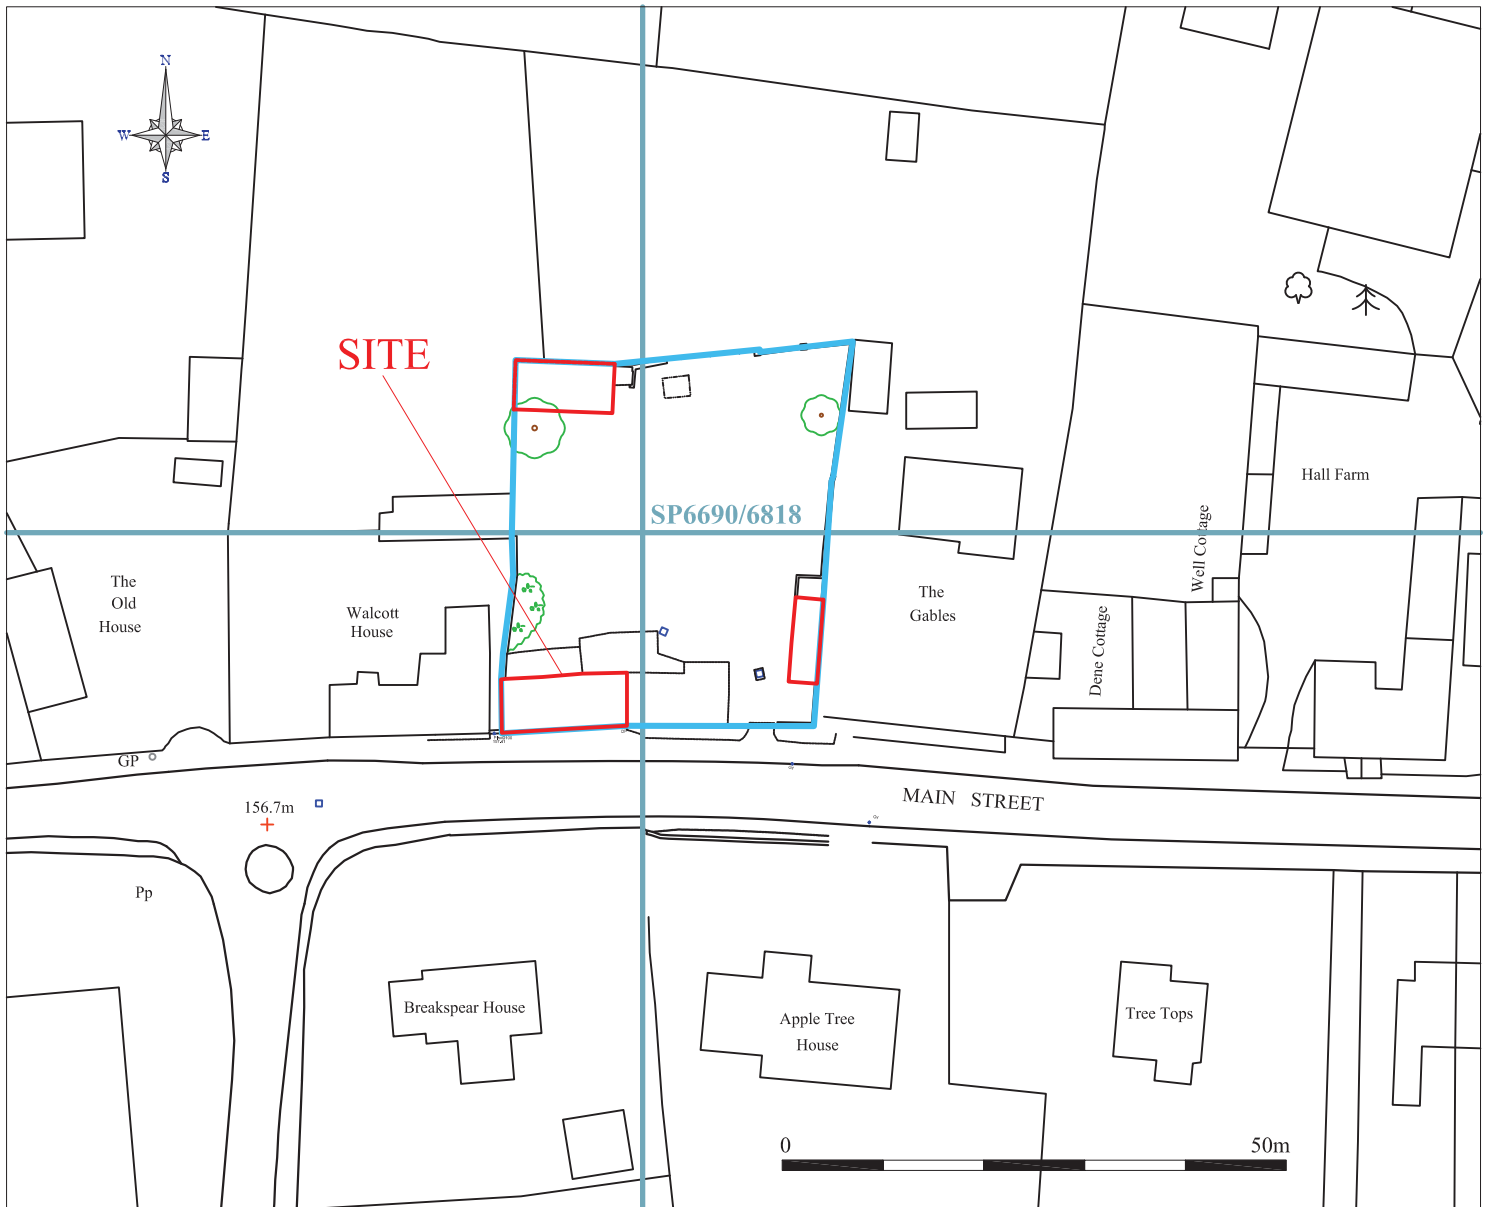 N
W E
S
SITE
SP6690/6818
Hall Farm
Well Cottage
The
Old
House
Walcott
House
The
Gables
Dene Cottage
GP
MAIN STREET
156.7m
Pp
Breakspear House
Apple Tree
House
Tree Tops
0 50m